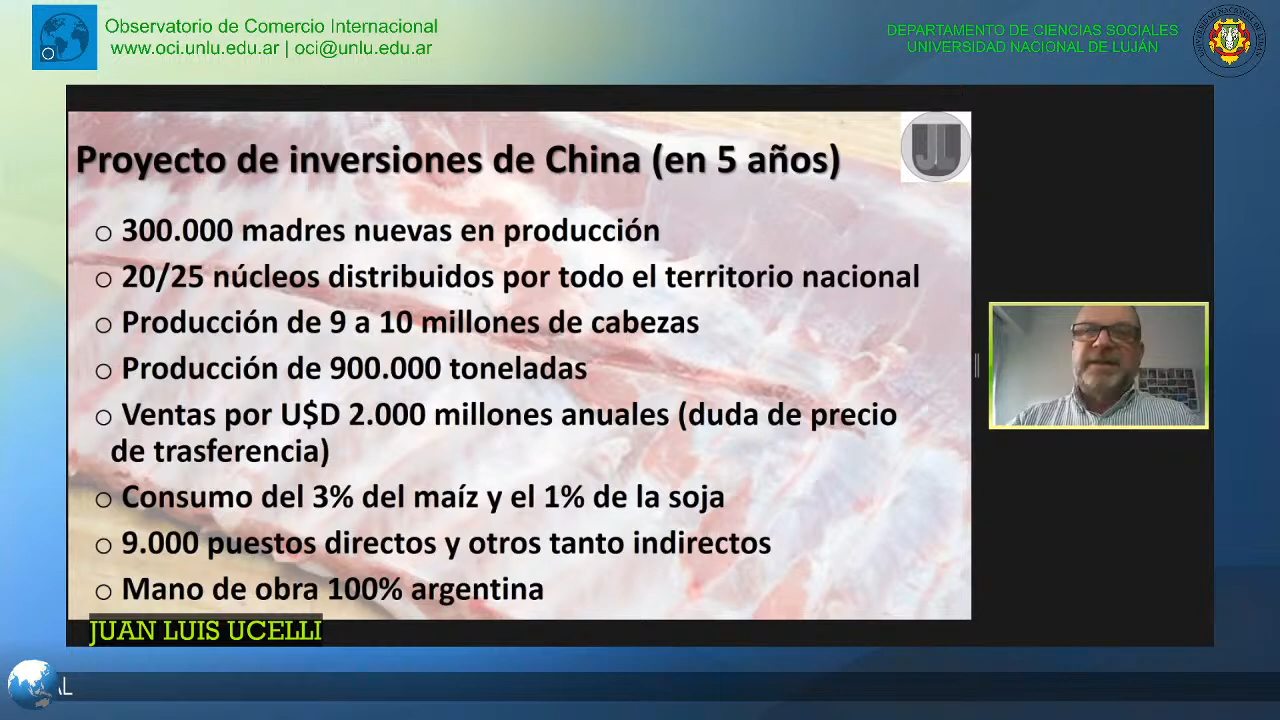 Observatorio de Comercio Internacional
www.oci.unlu.edu.ar | oci@unlu.edu.ar
DEPARTAMENTO DE CIENCIAS SOCIALES
UNIVERSIDAD NACIONAL DE LUJÁN
Proyecto de inversiones de China (en 5 años)
o 300.000 madres nuevas en producción
o 20/25 núcleos distribuidos por todo el territorio nacional
o Producción de 9 a 10 millones de cabezas
o Producción de 900.000 toneladas
o Ventas por U$D 2.000 millones anuales (duda de precio
de trasferencia)
o Consumo del 3% del maíz y el 1% de la soja
o 9.000 puestos directos y otros tanto indirectos
o Mano de obra 100% argentina
JUAN LUIS UCELLI
AL